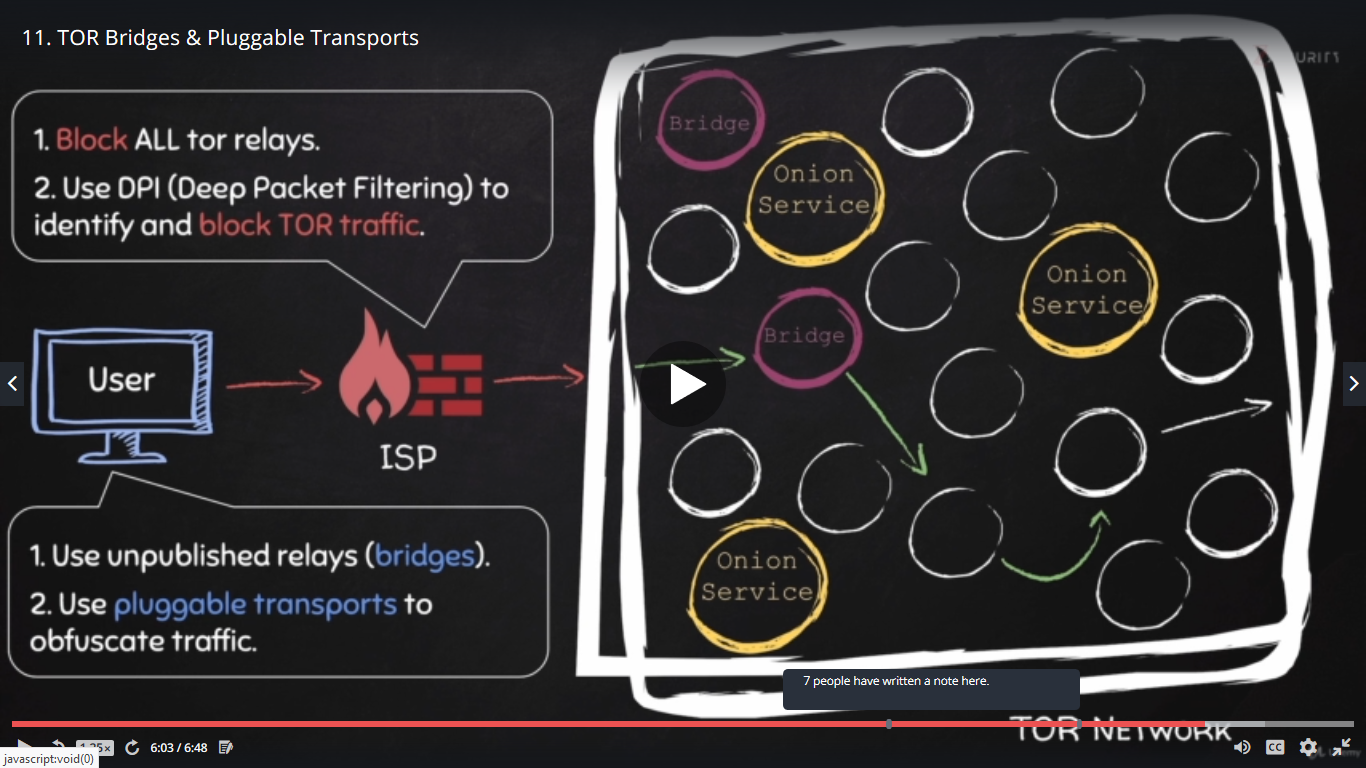 11. TOR Bridges & Pluggable Transports
1. Block ALL tor relays.
2. Use DPI (Deep Packet Filtering) to
identify and block TOR traffic.
User
ISP
1. Use unpublished relays (bridges).
2. Use pluggable transports to
obfuscate traffic.
Bridge
Onion
Service
Onion
Service
Bridge
Onion
Service
7 people have written a note here.
TOR NETWORK
1.25x
6:03 / 6:48
CC
javascript:void(0)